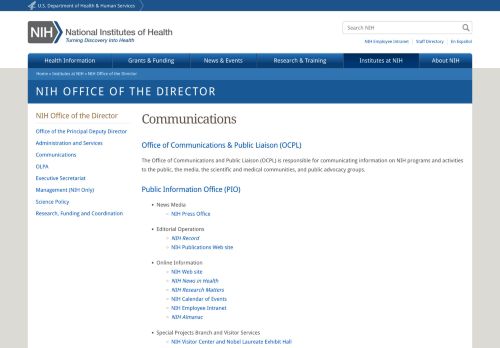 U.S. Department of Health & Human Services
NIH National Institutes of Health
Turning Discovery Into Health
Search NIH
NIH Employee Intranet | Staff Directory | En Español
Health Information
Grants & Funding
News & Events
Research & Training
Institutes at NIH
About NIH
Home » Institutes at NIH » NIH Office of the Director
NIH OFFICE OF THE DIRECTOR
NIH Office of the Director
Office of the Principal Deputy Director
Administration and Services
Communications
OLPA
Executive Secretariat
Management (NIH Only)
Science Policy
Research, Funding and Coordination
Communications
Office of Communications & Public Liaison (OCPL)
The Office of Communications and Public Liaison (OCPL) is responsible for communicating information on NIH programs and activities
to the public, the media, the scientific and medical communities, and public advocacy groups.
Public Information Office (PIO)
• News Media
○ NIH Press Office
• Editorial Operations
○ NIH Record
○ NIH Publications Web site
• Online Information
○ NIH Web site
○ NIH News in Health
○ NIH Research Matters
○ NIH Calendar of Events
○ NIH Employee Intranet
○ NIH Almanac
• Special Projects Branch and Visitor Services
○ NIH Visitor Center and Nobel Laureate Exhibit Hall